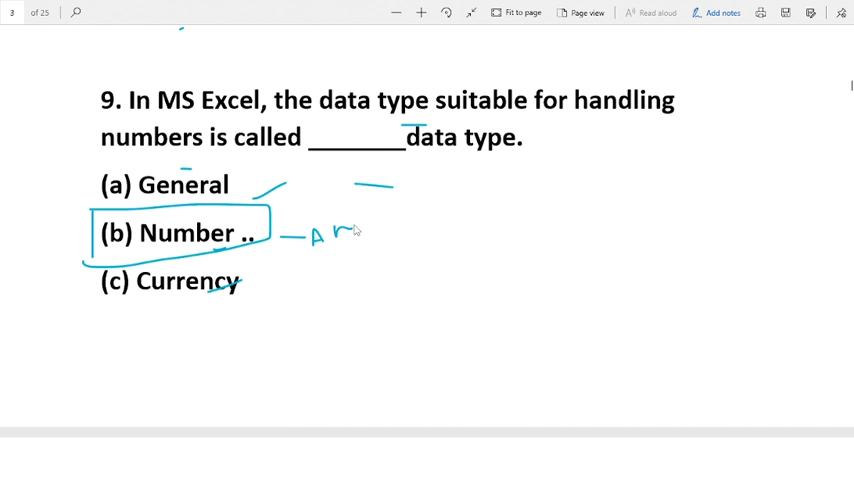 3 of 25 Fit to page Page view Read aloud Add notes
9. In MS Excel, the data type suitable for handling
numbers is called ________data type.
(a) General
(b) Number .. — A r
(c) Currency